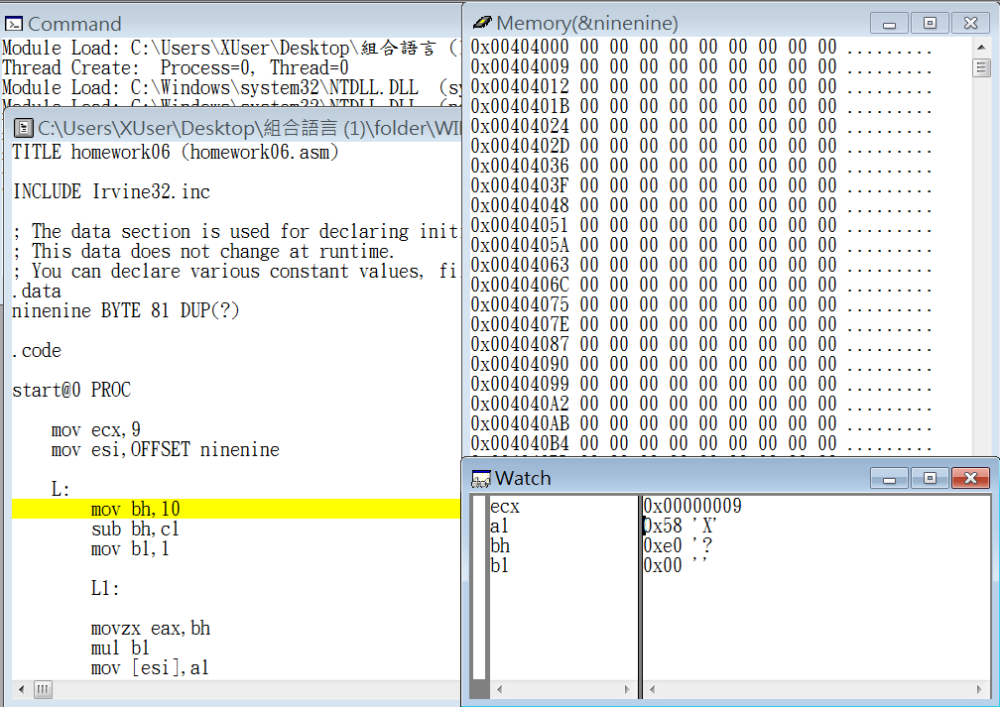 Command
Module Load: C:\Users\XUser\Desktop\組合語言 (
Thread Create:  Process=0, Thread=0
Module Load: C:\Windows\system32\NTDLL.DLL  (sy
C:\Users\XUser\Desktop\組合語言 (1)\folder\WI
TITLE homework06 (homework06.asm)
INCLUDE Irvine32.inc
; The data section is used for declaring init
; This data does not change at runtime.
; You can declare various constant values, fi
.data
ninenine BYTE 81 DUP(?)
.code
start@0 PROC
mov ecx,9
mov esi,OFFSET ninenine
L:
mov bh,10
sub bh,cl
mov bl,1
L1:
movzx eax,bh
mul bl
mov [esi],al
Memory(&ninenine)
0x00404000 00 00 00 00 00 00 00 00 00 .........
0x00404009 00 00 00 00 00 00 00 00 00 .........
0x00404012 00 00 00 00 00 00 00 00 00 .........
0x0040401B 00 00 00 00 00 00 00 00 00 .........
0x00404024 00 00 00 00 00 00 00 00 00 .........
0x0040402D 00 00 00 00 00 00 00 00 00 .........
0x00404036 00 00 00 00 00 00 00 00 00 .........
0x0040403F 00 00 00 00 00 00 00 00 00 .........
0x00404048 00 00 00 00 00 00 00 00 00 .........
0x00404051 00 00 00 00 00 00 00 00 00 .........
0x0040405A 00 00 00 00 00 00 00 00 00 .........
0x00404063 00 00 00 00 00 00 00 00 00 .........
0x0040406C 00 00 00 00 00 00 00 00 00 .........
0x00404075 00 00 00 00 00 00 00 00 00 .........
0x0040407E 00 00 00 00 00 00 00 00 00 .........
0x00404087 00 00 00 00 00 00 00 00 00 .........
0x00404090 00 00 00 00 00 00 00 00 00 .........
0x00404099 00 00 00 00 00 00 00 00 00 .........
0x004040A2 00 00 00 00 00 00 00 00 00 .........
0x004040AB 00 00 00 00 00 00 00 00 00 .........
0x004040B4 00 00 00 00 00 00 00 00 00 .........
Watch
ecx 0x00000009
al 0x58 'X'
bh 0xe0 '?
bl 0x00 ''